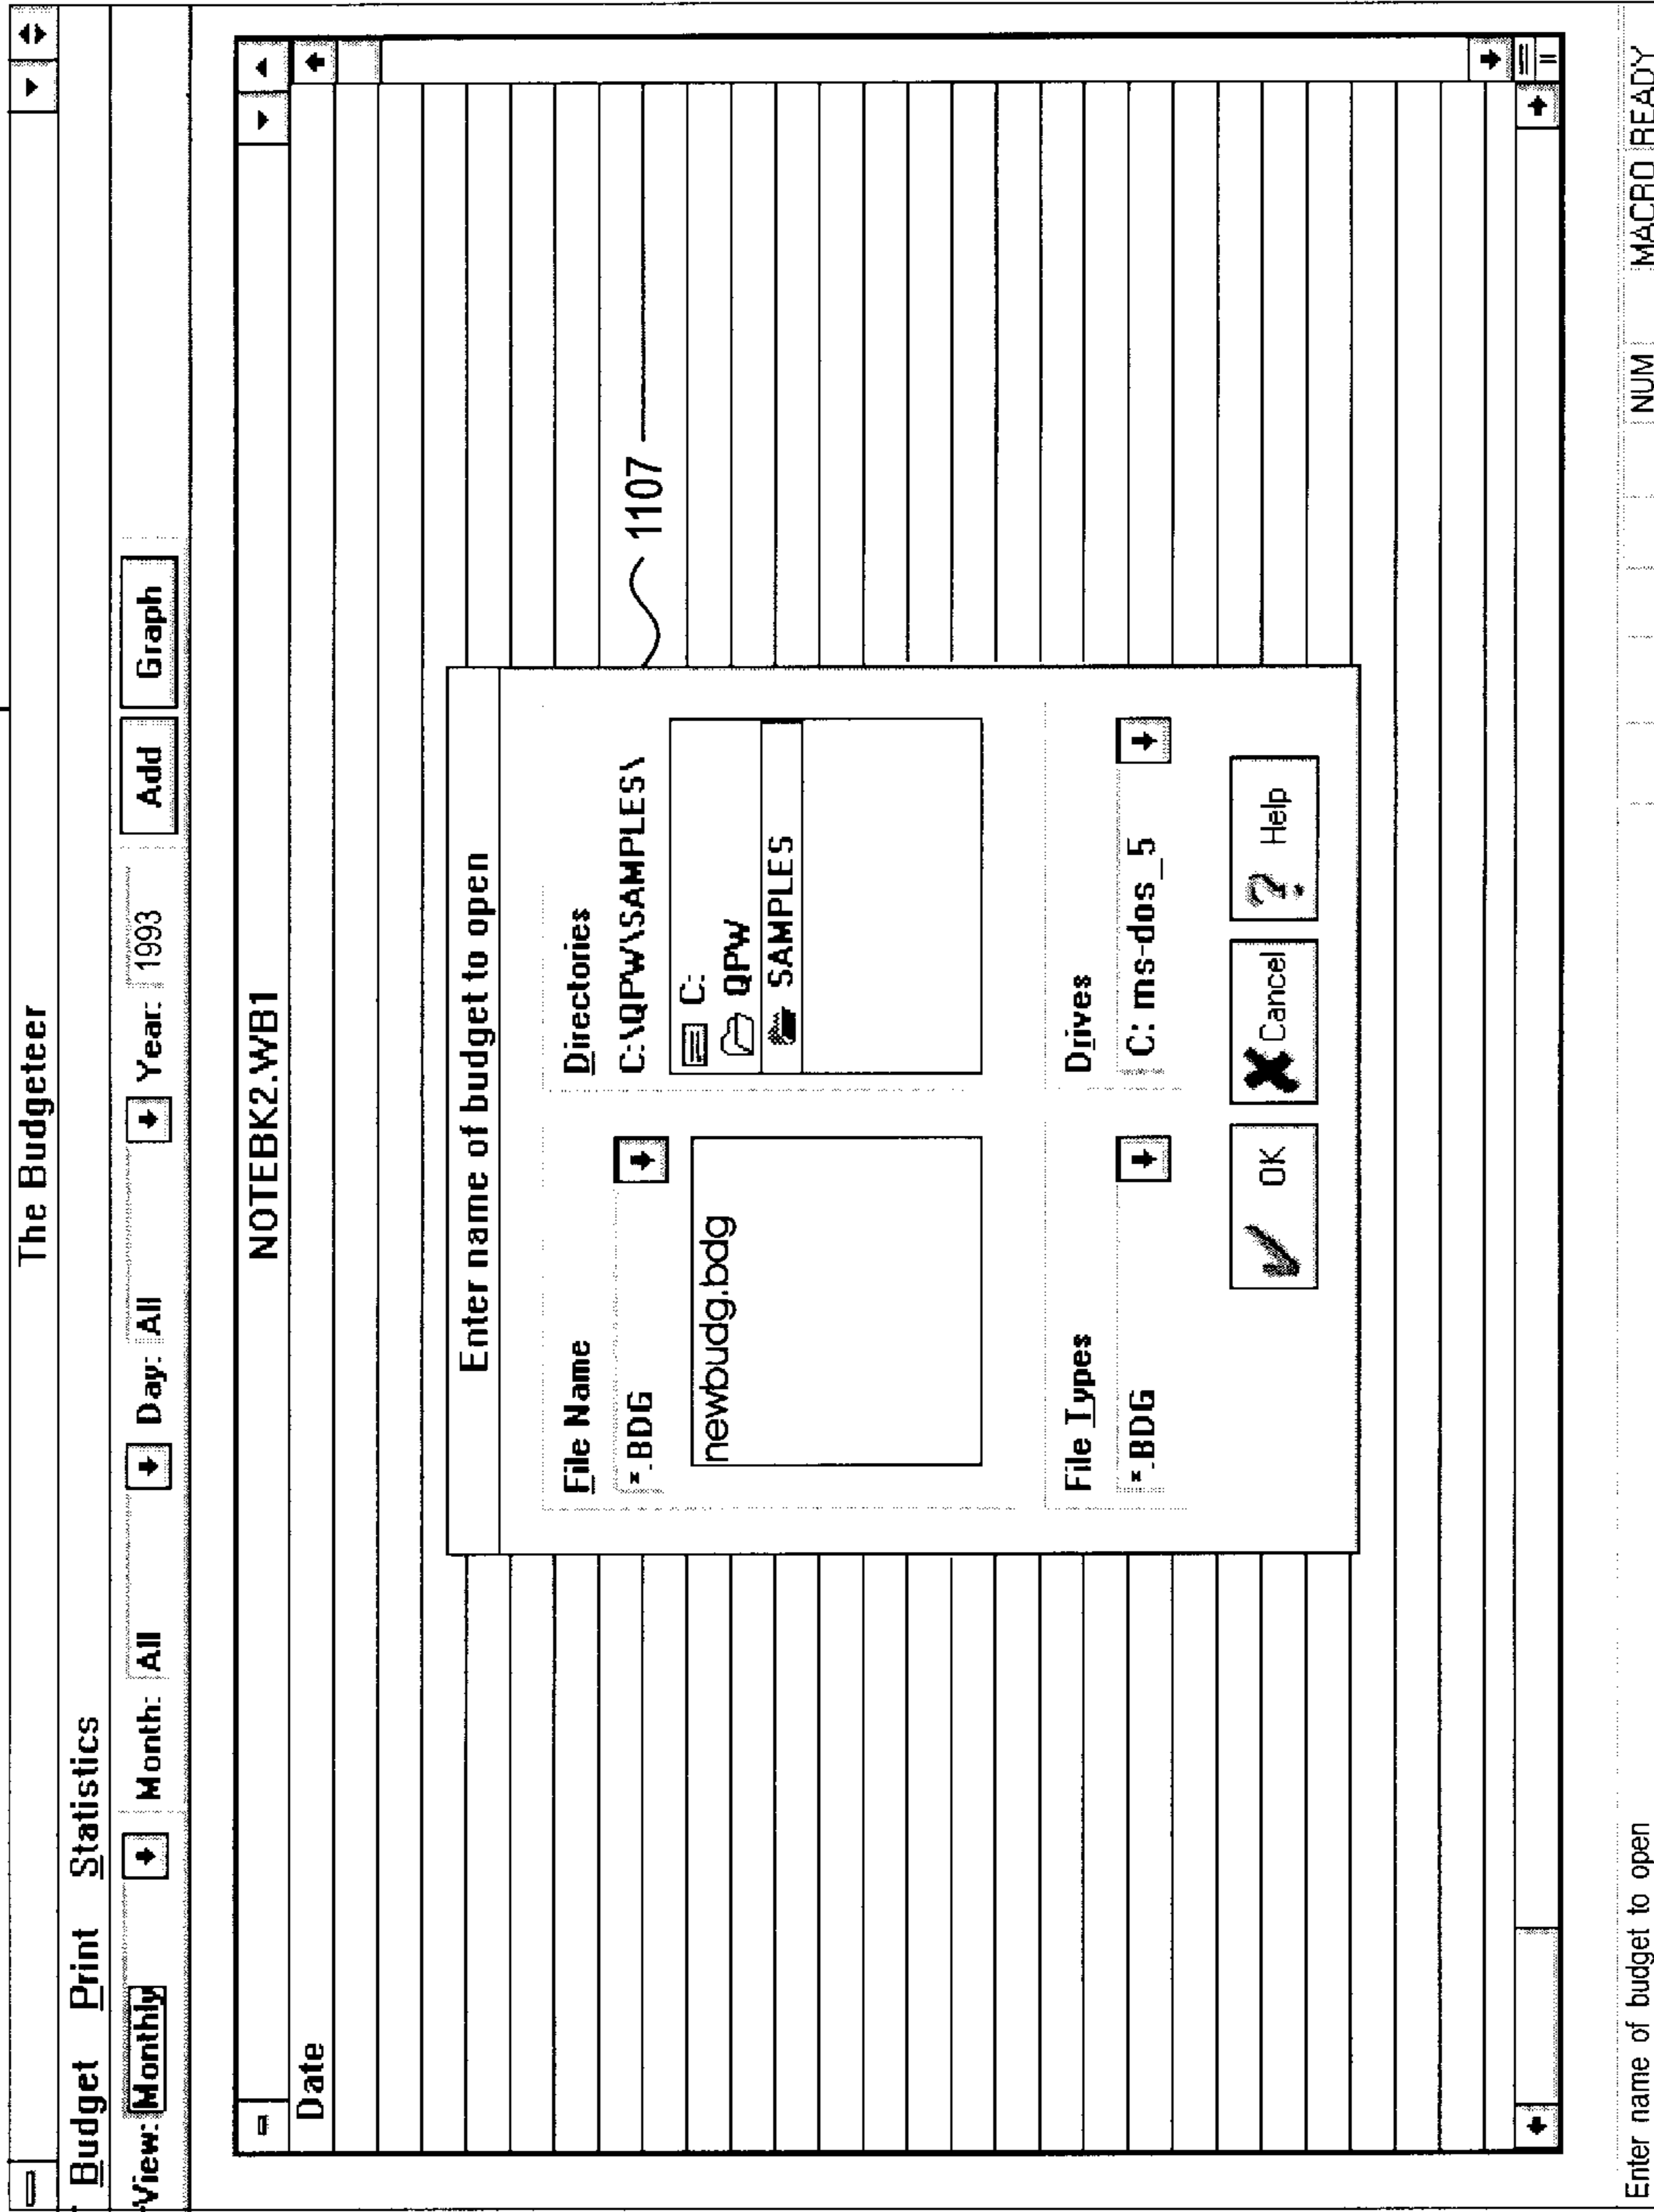 The Budgeteer
Budget Print Statistics
View: Monthly Month: All Day: All Year: 1993 Add Graph
NOTEBK2.WB1
Date
Enter name of budget to open
File Name Directories
*.BDG C:\QPW\SAMPLES\
1107
newbudg.bdg C:
QPW
SAMPLES
File Types Drives
*.BDG C: ms-dos_5
OK Cancel ? Help
Enter name of budget to open NUM MACRO READY